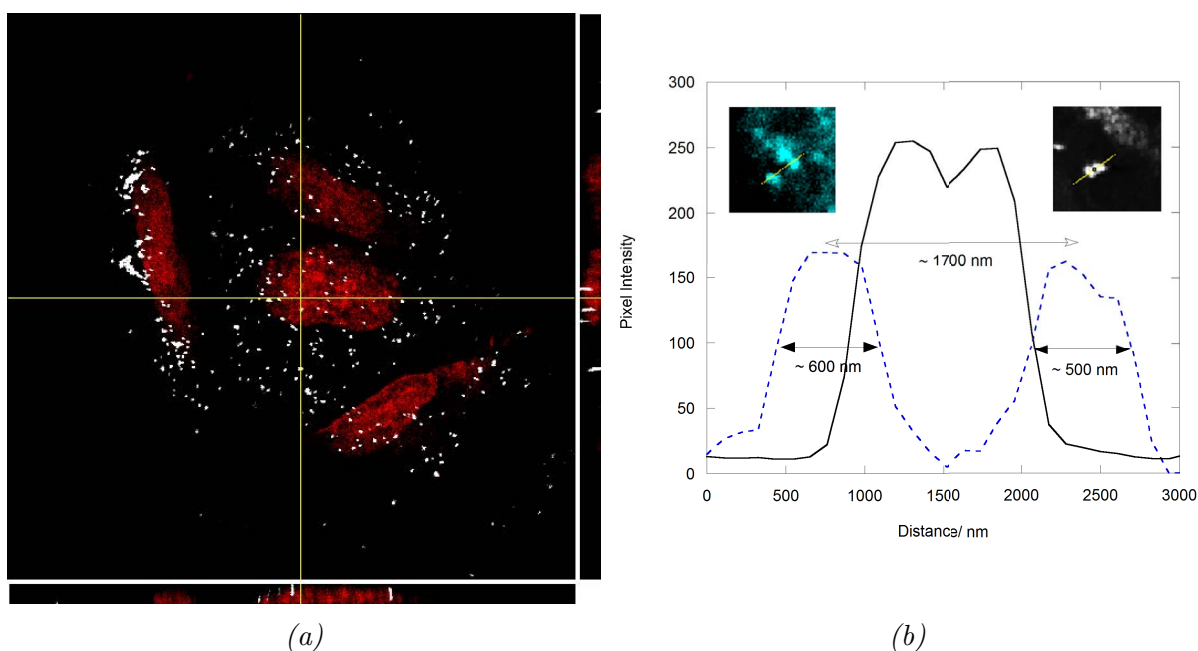 300
250
200
150
100
50
0
Pixel Intensity
~ 1700 nm
~ 600 nm
~ 500 nm
0 500 1000 1500 2000 2500 3000
Distance/ nm
(a) (b)